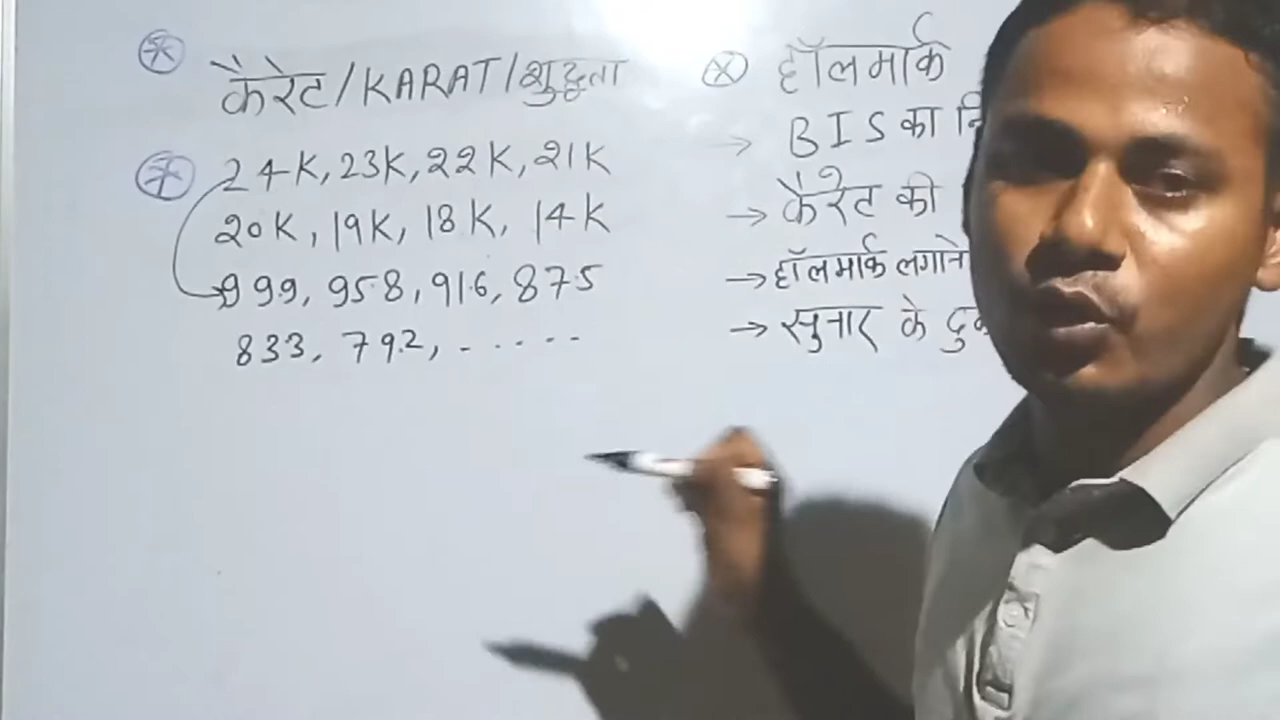 कैरेट/KARAT/शुद्धता
24K, 23K, 22K, 21K
20K, 19K, 18K, 14K
999, 958, 916, 875
833, 792, ......
हॉलमार्क
→ BIS का
→ कैरेट की
→ हॉलमार्क लगाने
→ सुनार के